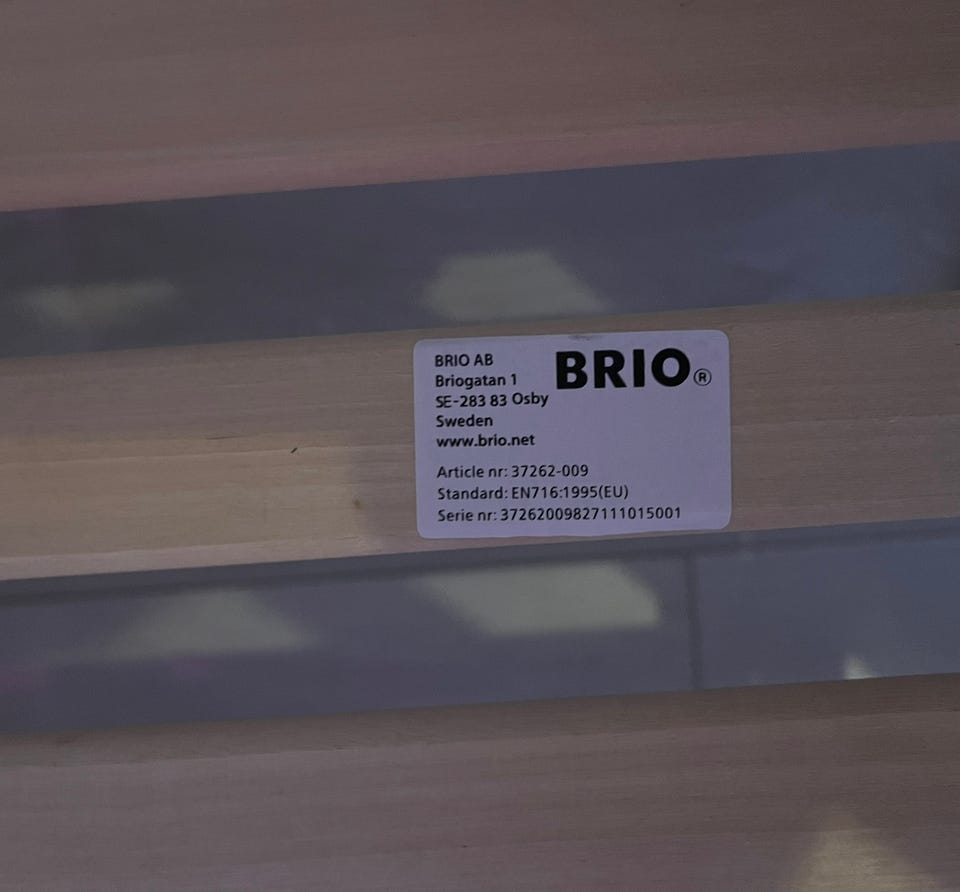 BRIO AB
BRIO®
Briogatan 1
SE-283 83 Osby
Sweden
www.brio.net
Article nr: 37262-009
Standard: EN716:1995(EU)
Serie nr: 37262009827111015001